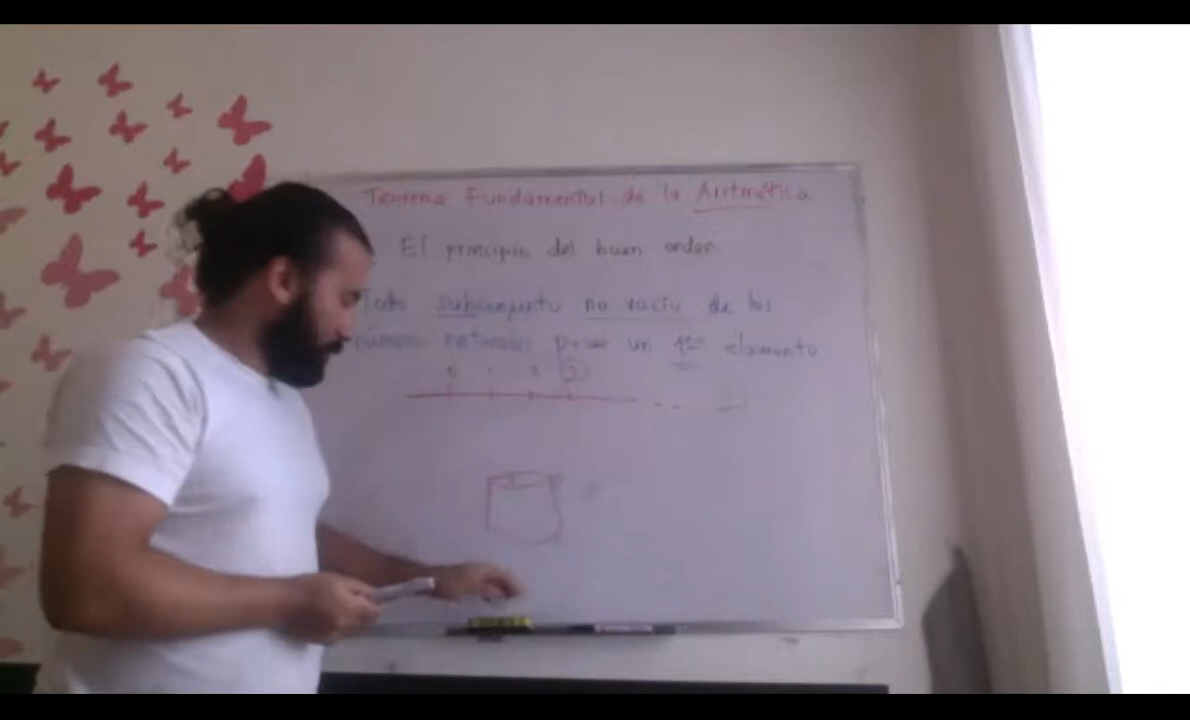 Teorema Fundamental de la Aritmética
El principio del buen orden
Todo subconjunto no vacío de los
números naturales posee un 1er elemento